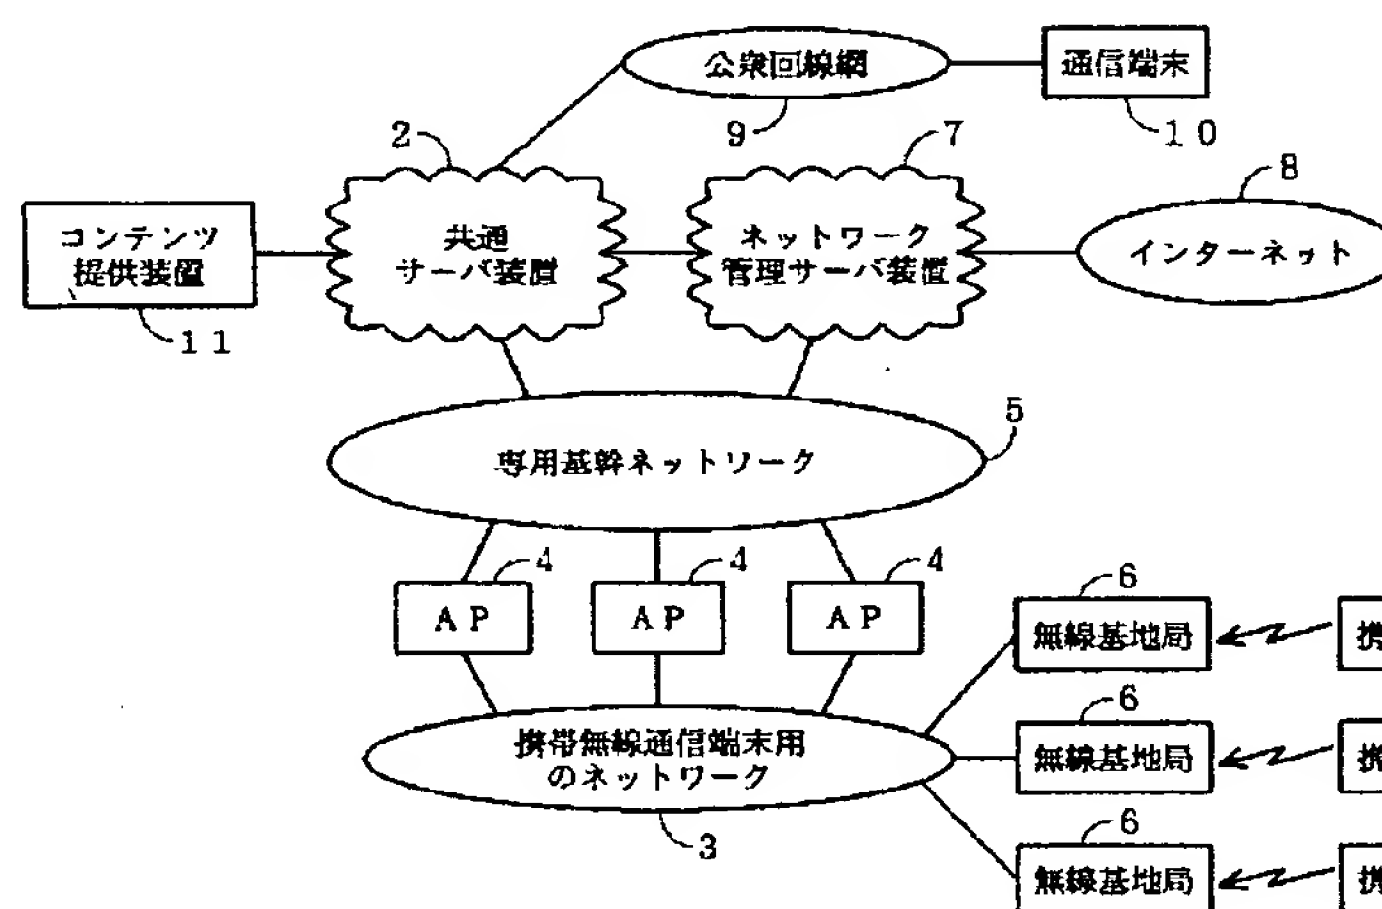 公衆回線網
通信端末
9
10
2
7
8
コンテンツ
提供装置
11
共通
サーバ装置
ネットワーク
管理サーバ装置
インターネット
5
専用基幹ネットワーク
4
4
4
AP
AP
AP
6
無線基地局
携
6
無線基地局
携
携帯無線通信端末用
のネットワーク
3
6
無線基地局
携